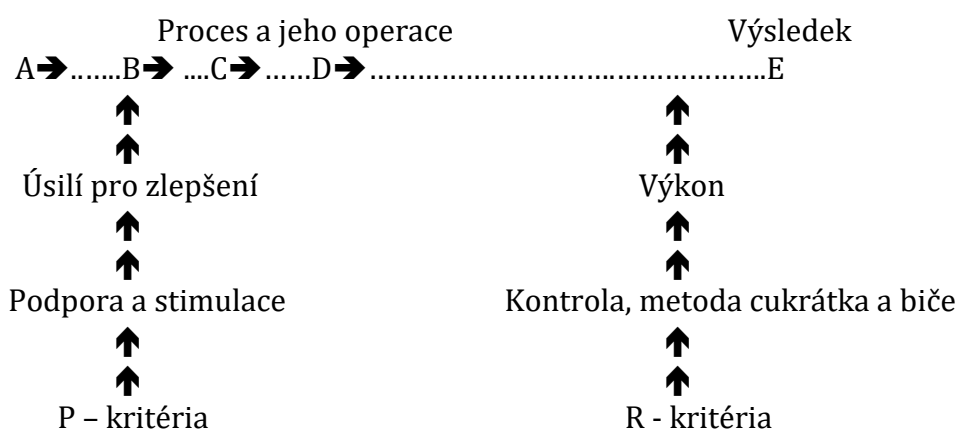 Proces a jeho operace Výsledek
A➔.......B➔ ....C➔ ......D➔ ................................................................E
Úsilí pro zlepšení Výkon
Podpora a stimulace Kontrola, metoda cukrátka a biče
P – kritéria R - kritéria